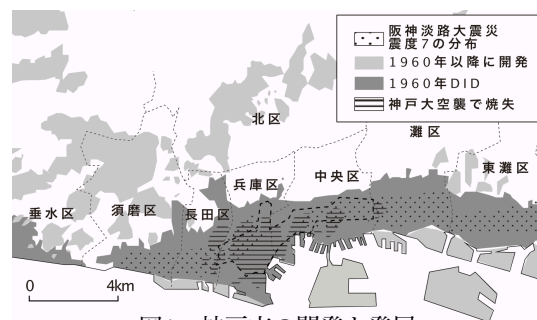 阪神淡路大震災
震度7の分布
1960年以降に開発
1960年DID
神戸大空襲で焼失
北区
灘区
東灘区
中央区
兵庫区
長田区
須磨区
垂水区
0 4km